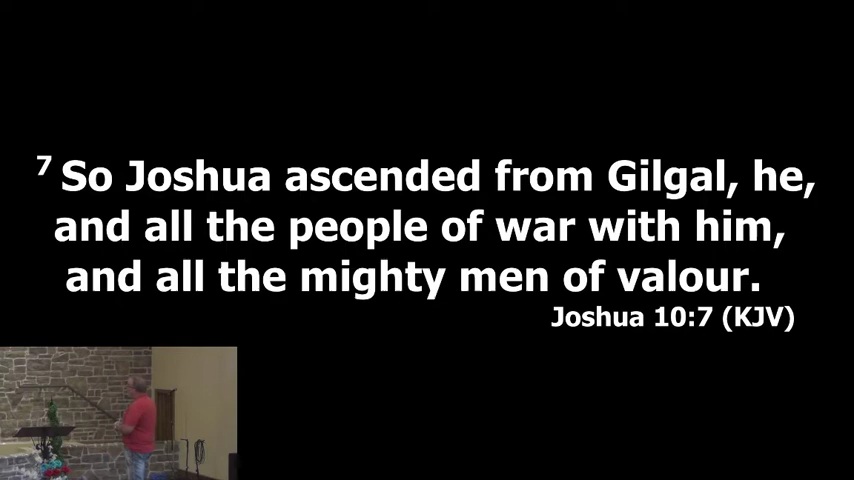 7 So Joshua ascended from Gilgal, he,
and all the people of war with him,
and all the mighty men of valour.
Joshua 10:7 (KJV)